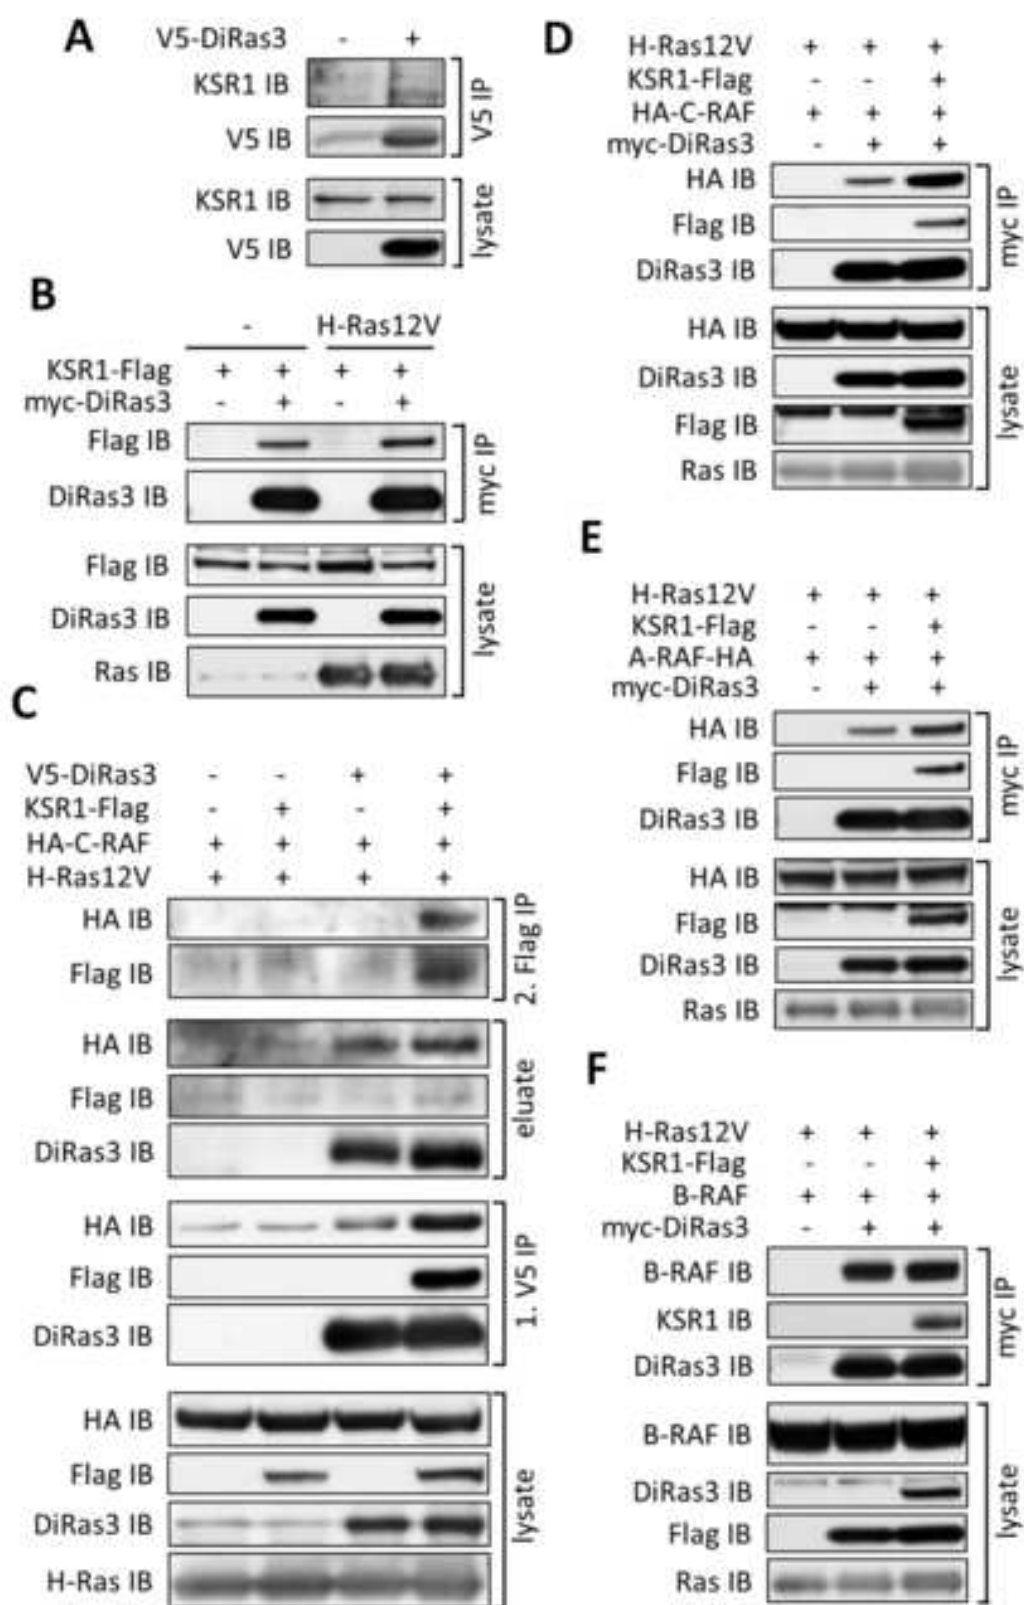 A
V5-DiRas3 - +
KSR1 IB
V5 IB
V5 IP
KSR1 IB
V5 IB
lysate
B
- H-Ras12V
KSR1-Flag + + + +
myc-DiRas3 - + - +
Flag IB
DiRas3 IB
myc IP
Flag IB
DiRas3 IB
Ras IB
lysate
C
V5-DiRas3 - - + +
KSR1-Flag - + - +
HA-C-RAF + + + +
H-Ras12V + + + +
HA IB
Flag IB
2. Flag IP
HA IB
Flag IB
DiRas3 IB
eluate
HA IB
Flag IB
DiRas3 IB
1. V5 IP
HA IB
Flag IB
DiRas3 IB
H-Ras IB
lysate
D
H-Ras12V + + +
KSR1-Flag - - +
HA-C-RAF + + +
myc-DiRas3 - + +
HA IB
Flag IB
DiRas3 IB
myc IP
HA IB
DiRas3 IB
Flag IB
Ras IB
lysate
E
H-Ras12V + + +
KSR1-Flag - - +
A-RAF-HA + + +
myc-DiRas3 - + +
HA IB
Flag IB
DiRas3 IB
myc IP
HA IB
Flag IB
DiRas3 IB
Ras IB
lysate
F
H-Ras12V + + +
KSR1-Flag - - +
B-RAF + + +
myc-DiRas3 - + +
B-RAF IB
KSR1 IB
DiRas3 IB
myc IP
B-RAF IB
DiRas3 IB
Flag IB
Ras IB
lysate